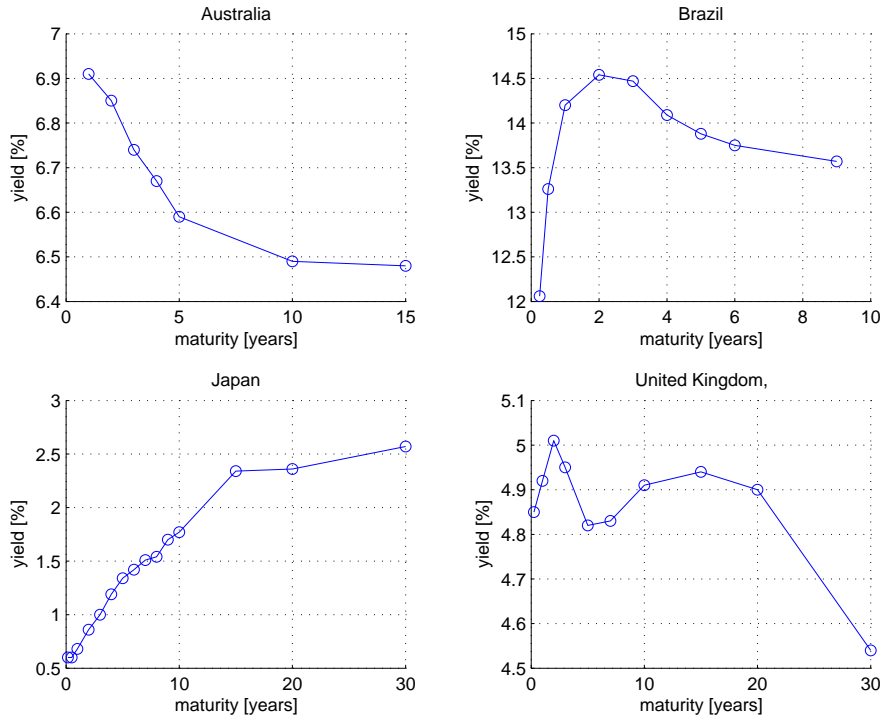 Australia
7
6.9
6.8
6.7
6.6
6.5
6.4
yield [%]
0 5 10 15
maturity [years]
Brazil
15
14.5
14
13.5
13
12.5
12
yield [%]
0 2 4 6 8 10
maturity [years]
Japan
3
2.5
2
1.5
1
0.5
yield [%]
0 10 20 30
maturity [years]
United Kingdom,
5.1
5
4.9
4.8
4.7
4.6
4.5
yield [%]
0 10 20 30
maturity [years]